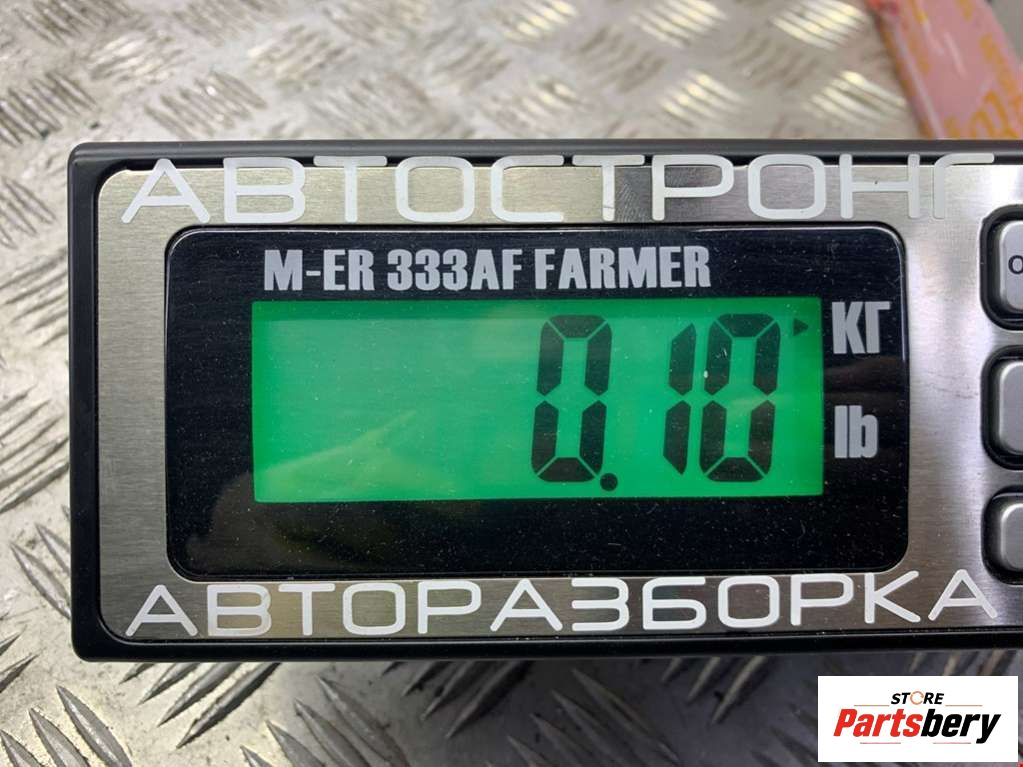 АВТОСТРОНГ
M-ER 333AF FARMER
0.10
КГ
lb
АВТОРАЗБОРКА
STORE
Partsbery